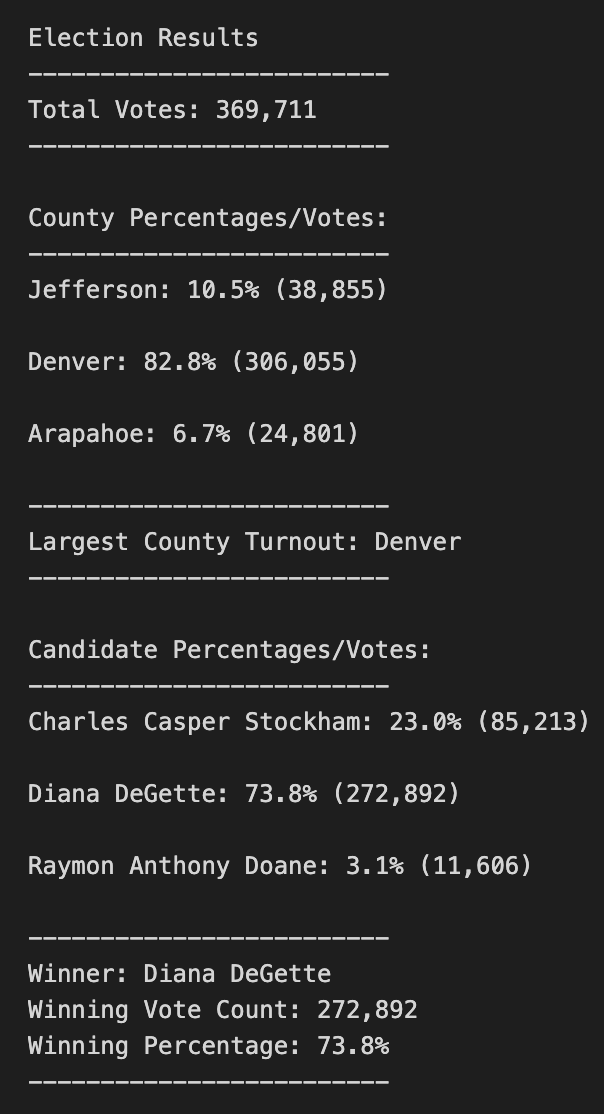 Election Results
-------------------------
Total Votes: 369,711
-------------------------
County Percentages/Votes:
-------------------------
Jefferson: 10.5% (38,855)
Denver: 82.8% (306,055)
Arapahoe: 6.7% (24,801)
-------------------------
Largest County Turnout: Denver
-------------------------
Candidate Percentages/Votes:
-------------------------
Charles Casper Stockham: 23.0% (85,213)
Diana DeGette: 73.8% (272,892)
Raymon Anthony Doane: 3.1% (11,606)
-------------------------
Winner: Diana DeGette
Winning Vote Count: 272,892
Winning Percentage: 73.8%
-------------------------